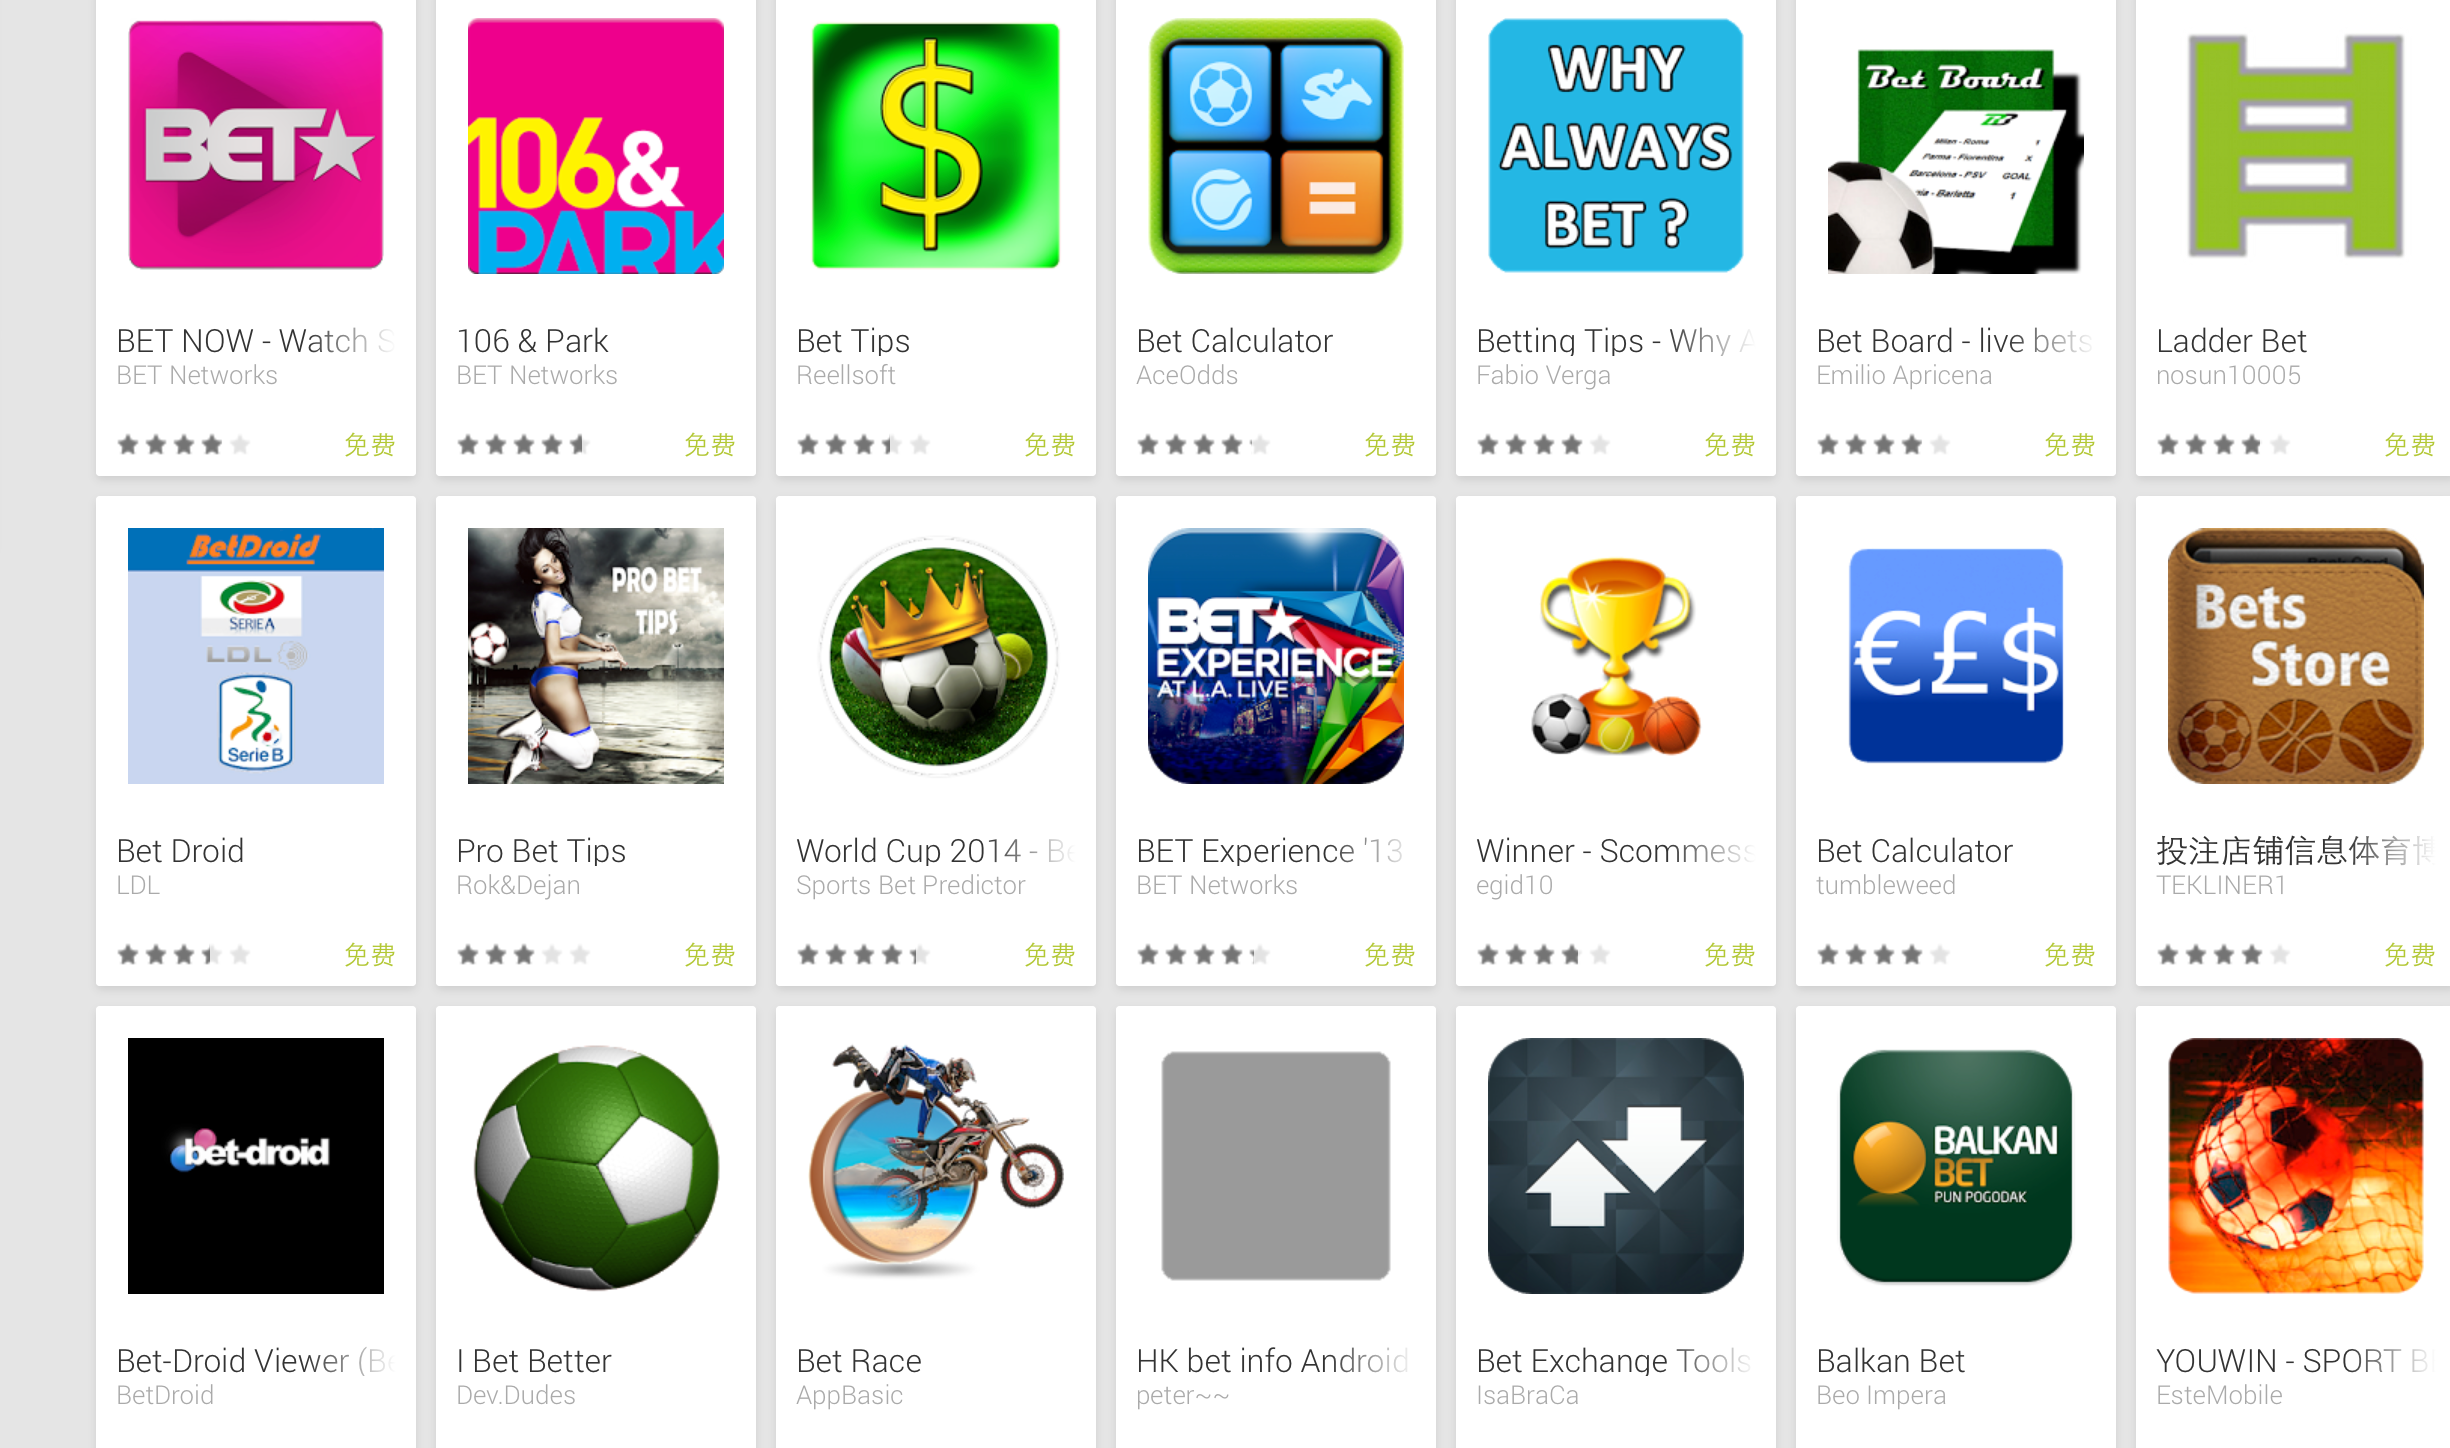 BET
106&
PARK
$
WHY
ALWAYS
BET ?
Bet Board
Milan - Roma 1
Parma - Fiorentina X
Barcelona - PSV GOAL
Barletta 1
BET NOW - Watch S
106 & Park
Bet Tips
Bet Calculator
Betting Tips - Why A
Bet Board - live bets
Ladder Bet
BET Networks
BET Networks
Reellsoft
AceOdds
Fabio Verga
Emilio Apricena
nosun10005
免费
免费
免费
免费
免费
免费
免费
BetDroid
SERIE A
LDL
Serie B
PRO BET
TIPS
BET
EXPERIENCE
AT L.A. LIVE
€£$
Bets
Store
Bet Droid
Pro Bet Tips
World Cup 2014 - Be
BET Experience '13
Winner - Scommess
Bet Calculator
投注店铺信息体育博
LDL
Rok&Dejan
Sports Bet Predictor
BET Networks
egid10
tumbleweed
TEKLINER1
免费
免费
免费
免费
免费
免费
免费
bet-droid
BALKAN
BET
PUN POGODAK
Bet-Droid Viewer (Be
I Bet Better
Bet Race
HK bet info Android
Bet Exchange Tools
Balkan Bet
YOUWIN - SPORT B
BetDroid
Dev.Dudes
AppBasic
peter~~
IsaBraCa
Beo Impera
EsteMobile